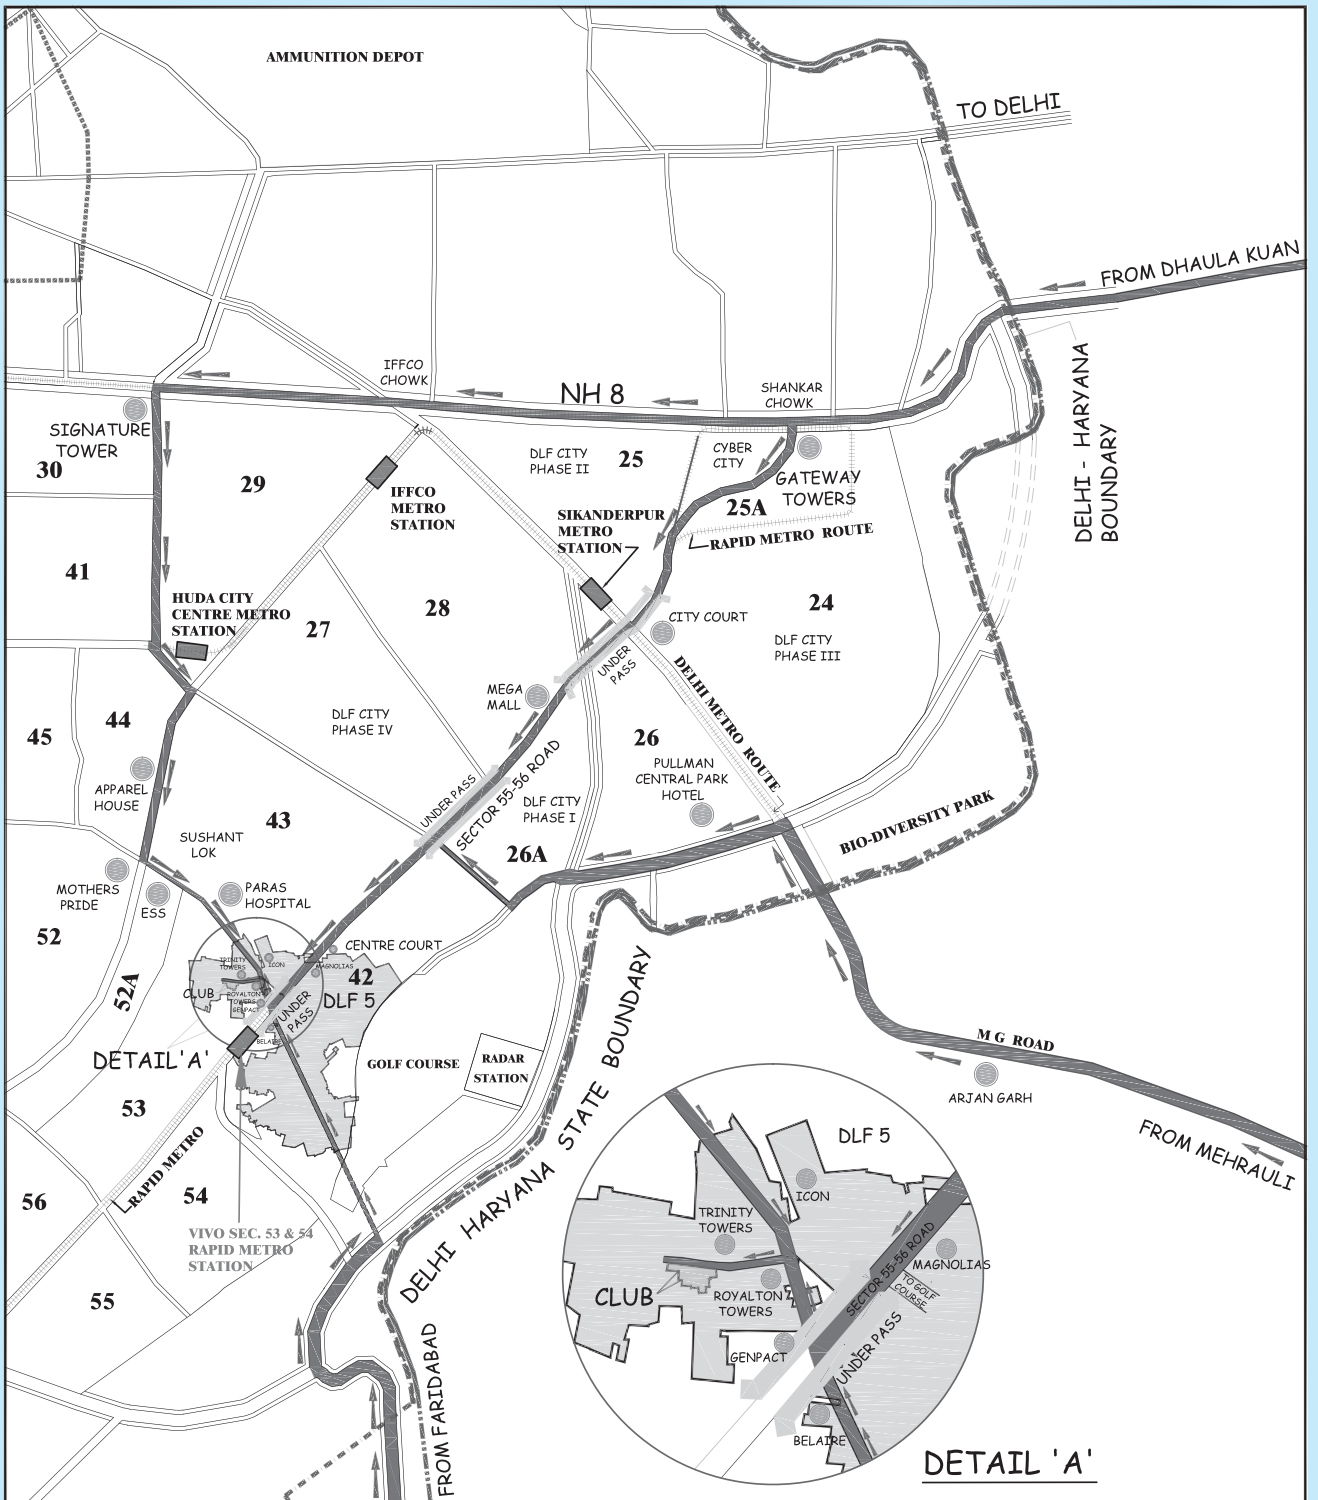 AMMUNITION DEPOT
TO DELHI
FROM DHAULA KUAN
IFFCO
CHOWK
NH 8
SHANKAR
CHOWK
DELHI - HARYANA
BOUNDARY
SIGNATURE
TOWER
30
29
DLF CITY
PHASE II
25
CYBER
CITY
GATEWAY
TOWERS
25A
IFFCO
METRO
STATION
SIKANDERPUR
METRO
STATION
RAPID METRO ROUTE
41
HUDA CITY
CENTRE METRO
STATION
27
28
24
CITY COURT
DLF CITY
PHASE III
UNDER
PASS
DELHI METRO ROUTE
MEGA
MALL
45
44
DLF CITY
PHASE IV
26
PULLMAN
CENTRAL PARK
HOTEL
APPAREL
HOUSE
UNDER PASS
SECTOR 55-56 ROAD
DLF CITY
PHASE I
BIO-DIVERSITY PARK
43
SUSHANT
LOK
26A
MOTHERS
PRIDE
ESS
PARAS
HOSPITAL
52
52A
CENTRE COURT
TRINITY
TOWERS
ICON
MAGNOLIAS
42
DLF 5
CLUB
ROYALTON
TOWERS
GENPACT
UNDER
PASS
BELAIRE
DETAIL'A'
GOLF COURSE
RADAR
STATION
DELHI HARYANA STATE BOUNDARY
M G ROAD
ARJAN GARH
FROM MEHRAULI
53
RAPID METRO
56
54
VIVO SEC. 53 & 54
RAPID METRO
STATION
55
FROM FARIDABAD
DLF 5
ICON
TRINITY
TOWERS
SECTOR 55-56 ROAD
MAGNOLIAS
TO GOLF
COURSE
CLUB
ROYALTON
TOWERS
GENPACT
UNDER PASS
BELAIRE
DETAIL 'A'